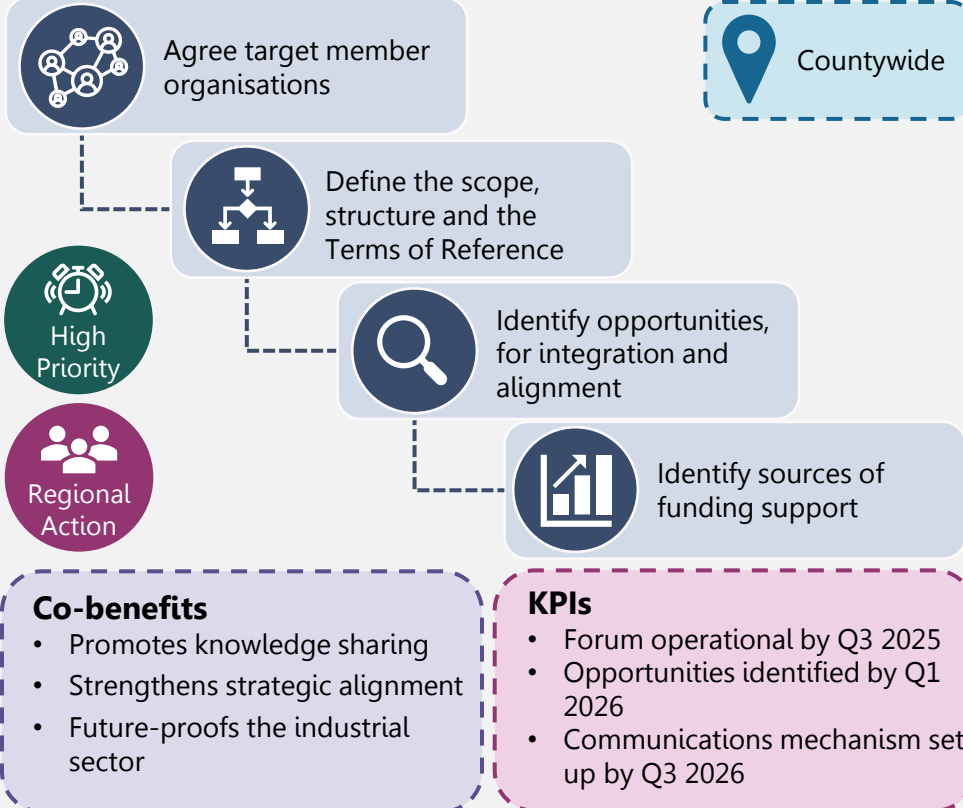 Agree target member
organisations
Countywide
Define the scope,
structure and the
Terms of Reference
High
Priority
Identify opportunities,
for integration and
alignment
Regional
Action
Identify sources of
funding support
Co-benefits
• Promotes knowledge sharing
• Strengthens strategic alignment
• Future-proofs the industrial
sector
KPIs
• Forum operational by Q3 2025
• Opportunities identified by Q1
2026
• Communications mechanism set
up by Q3 2026